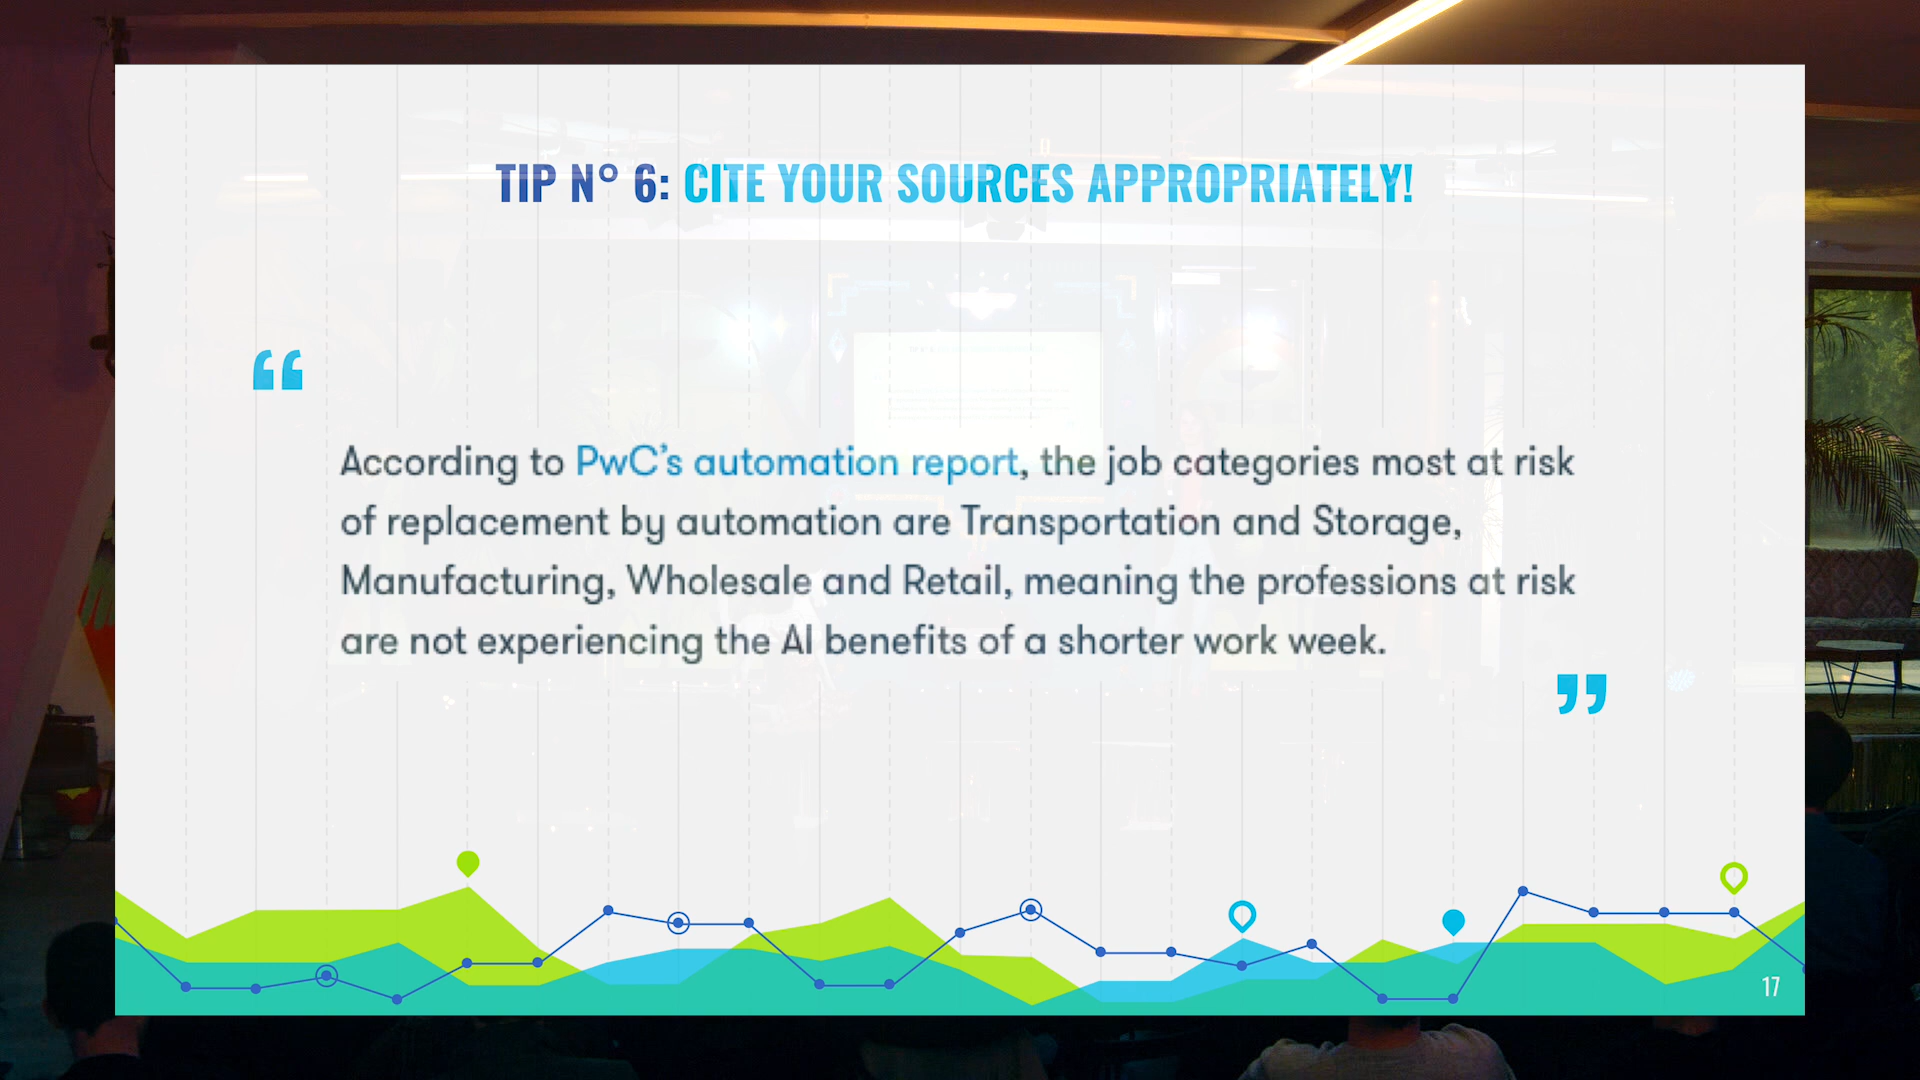 TIP N° 6: CITE YOUR SOURCES APPROPRIATELY!
“
According to PwC’s automation report, the job categories most at risk
of replacement by automation are Transportation and Storage,
Manufacturing, Wholesale and Retail, meaning the professions at risk
are not experiencing the AI benefits of a shorter work week.
”
17